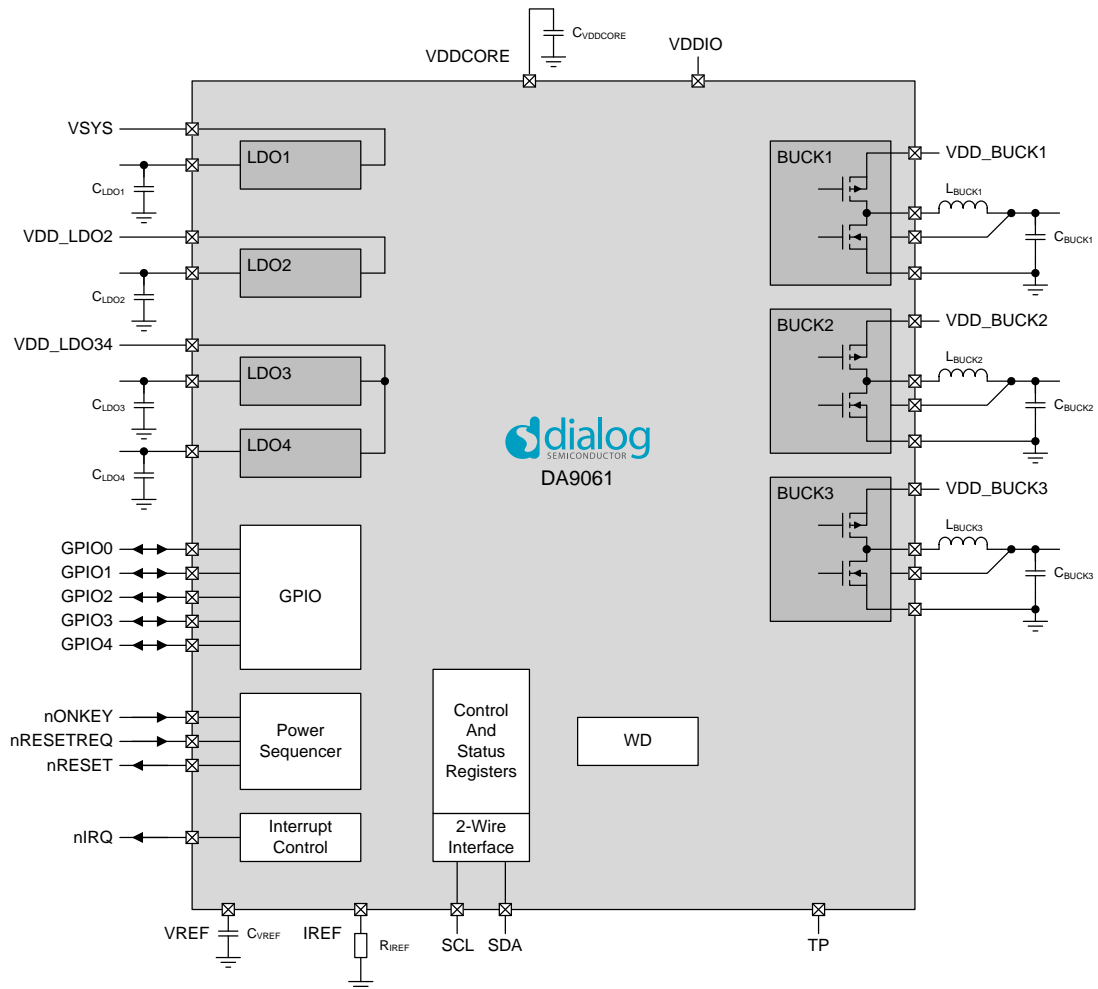 VDDCORE
CVDDCORE
VDDIO
VSYS
LDO1
CLDO1
VDD_LDO2
LDO2
CLDO2
VDD_LDO34
LDO3
CLDO3
LDO4
CLDO4
BUCK1
VDD_BUCK1
LBUCK1
CBUCK1
BUCK2
VDD_BUCK2
LBUCK2
CBUCK2
BUCK3
VDD_BUCK3
LBUCK3
CBUCK3
dialog
SEMICONDUCTOR
DA9061
GPIO0
GPIO1
GPIO2
GPIO3
GPIO4
GPIO
nONKEY
nRESETREQ
nRESET
Power
Sequencer
Control
And
Status
Registers
WD
nIRQ
Interrupt
Control
2-Wire
Interface
VREF
CVREF
IREF
RIREF
SCL
SDA
TP